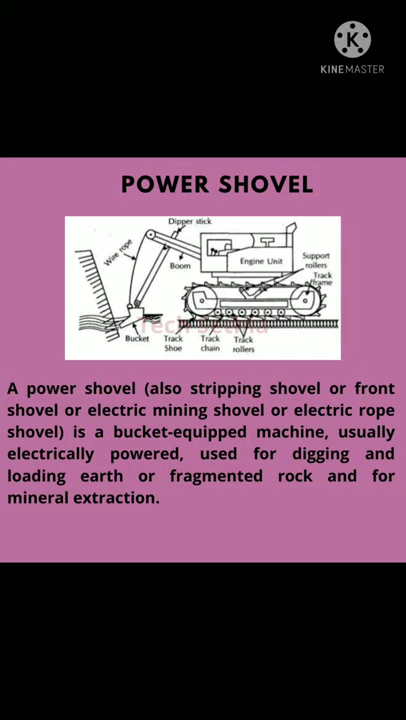 K
KINEMASTER
POWER SHOVEL
Dipper stick
Wire rope
Boom
Engine Unit
Support
rollers
Track
frame
Tech Setma
Bucket
Track
Shoe
Track
chain
Track
rollers
A power shovel (also stripping shovel or front
shovel or electric mining shovel or electric rope
shovel) is a bucket-equipped machine, usually
electrically powered, used for digging and
loading earth or fragmented rock and for
mineral extraction.